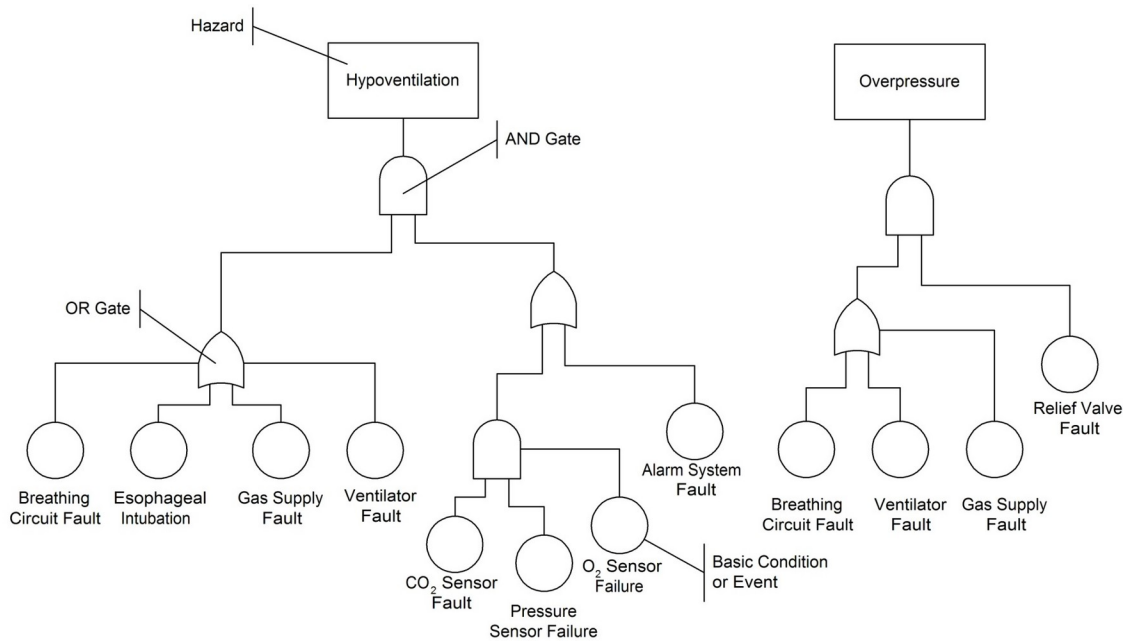 Hazard
Hypoventilation
Overpressure
AND Gate
OR Gate
Breathing
Circuit Fault
Esophageal
Intubation
Gas Supply
Fault
Ventilator
Fault
CO₂ Sensor
Fault
Pressure
Sensor Failure
O₂ Sensor
Failure
Alarm System
Fault
Basic Condition
or Event
Breathing
Circuit Fault
Ventilator
Fault
Gas Supply
Fault
Relief Valve
Fault